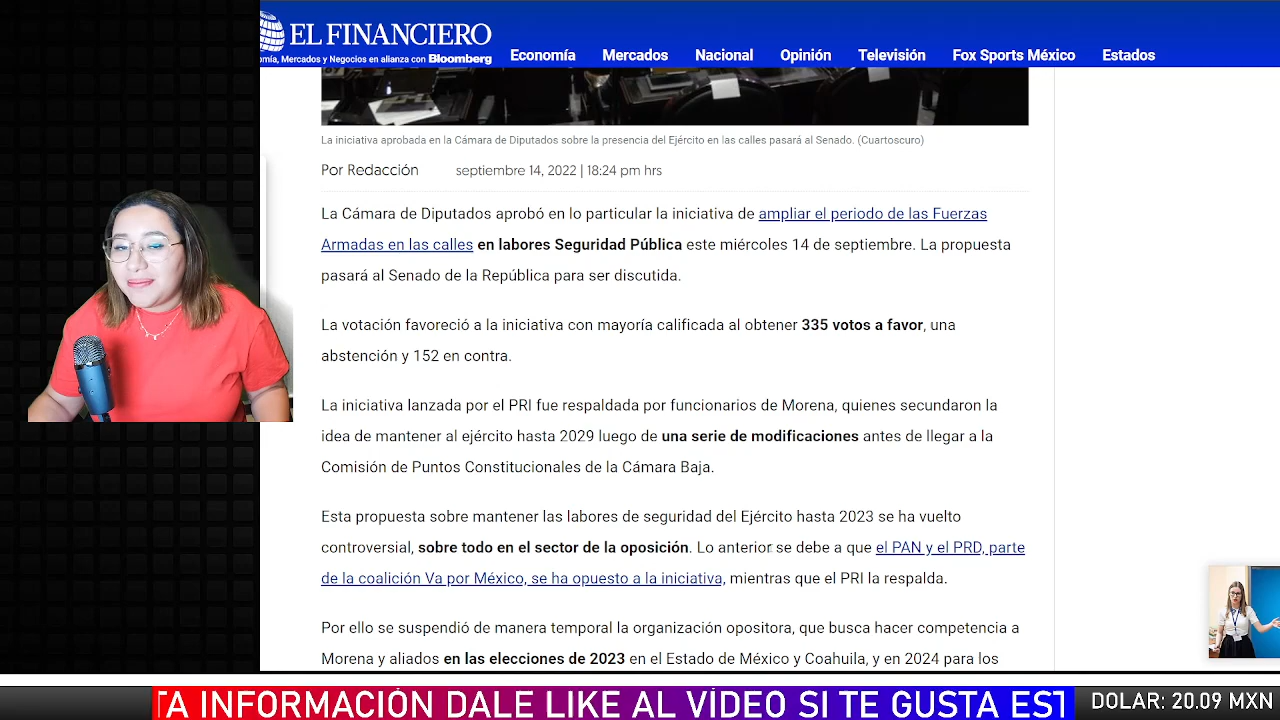 EL FINANCIERO
omía, Mercados y Negocios en alianza con Bloomberg
Economía Mercados Nacional Opinión Televisión Fox Sports México Estados
La iniciativa aprobada en la Cámara de Diputados sobre la presencia del Ejército en las calles pasará al Senado. (Cuartoscuro)
Por Redacción septiembre 14, 2022 | 18:24 pm hrs
La Cámara de Diputados aprobó en lo particular la iniciativa de ampliar el periodo de las Fuerzas
Armadas en las calles en labores Seguridad Pública este miércoles 14 de septiembre. La propuesta
pasará al Senado de la República para ser discutida.
La votación favoreció a la iniciativa con mayoría calificada al obtener 335 votos a favor, una
abstención y 152 en contra.
La iniciativa lanzada por el PRI fue respaldada por funcionarios de Morena, quienes secundaron la
idea de mantener al ejército hasta 2029 luego de una serie de modificaciones antes de llegar a la
Comisión de Puntos Constitucionales de la Cámara Baja.
Esta propuesta sobre mantener las labores de seguridad del Ejército hasta 2023 se ha vuelto
controversial, sobre todo en el sector de la oposición. Lo anterior se debe a que el PAN y el PRD, parte
de la coalición Va por México, se ha opuesto a la iniciativa, mientras que el PRI la respalda.
Por ello se suspendió de manera temporal la organización opositora, que busca hacer competencia a
Morena y aliados en las elecciones de 2023 en el Estado de México y Coahuila, y en 2024 para los
TA INFORMACIÓN DALE LIKE AL VÍDEO SI TE GUSTA EST
DOLAR: 20.09 MXN